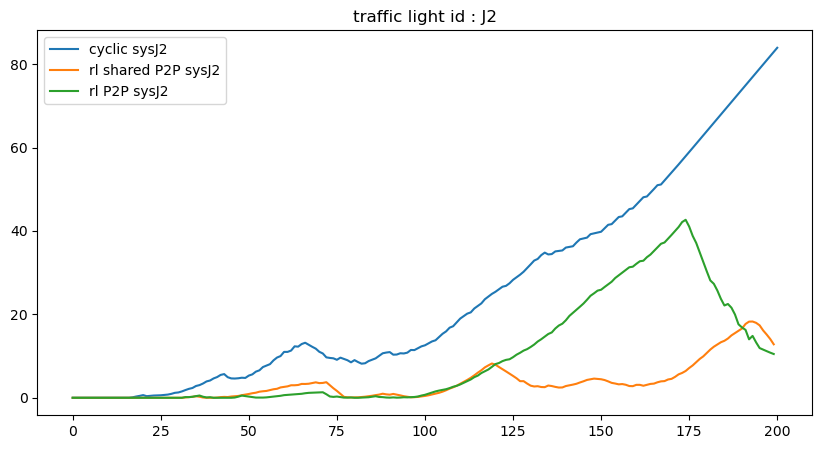 traffic light id : J2
cyclic sysJ2
rl shared P2P sysJ2
rl P2P sysJ2
80
60
40
20
0
0 25 50 75 100 125 150 175 200